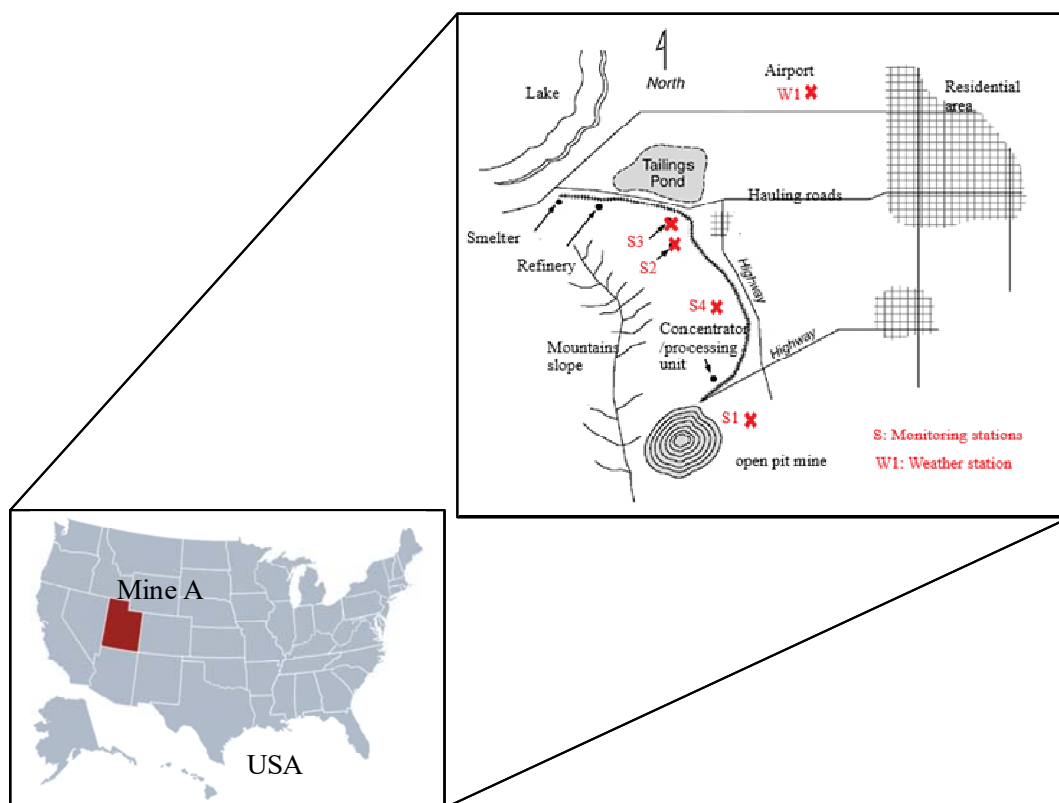 Airport
W1
Residential
area
North
Lake
Tailings
Pond
Hauling roads
Smelter
S3
Refinery
S2
Highway
S4
Concentrator
/processing
unit
Mountains
slope
Highway
S1
S: Monitoring stations
open pit mine
W1: Weather station
Mine A
USA